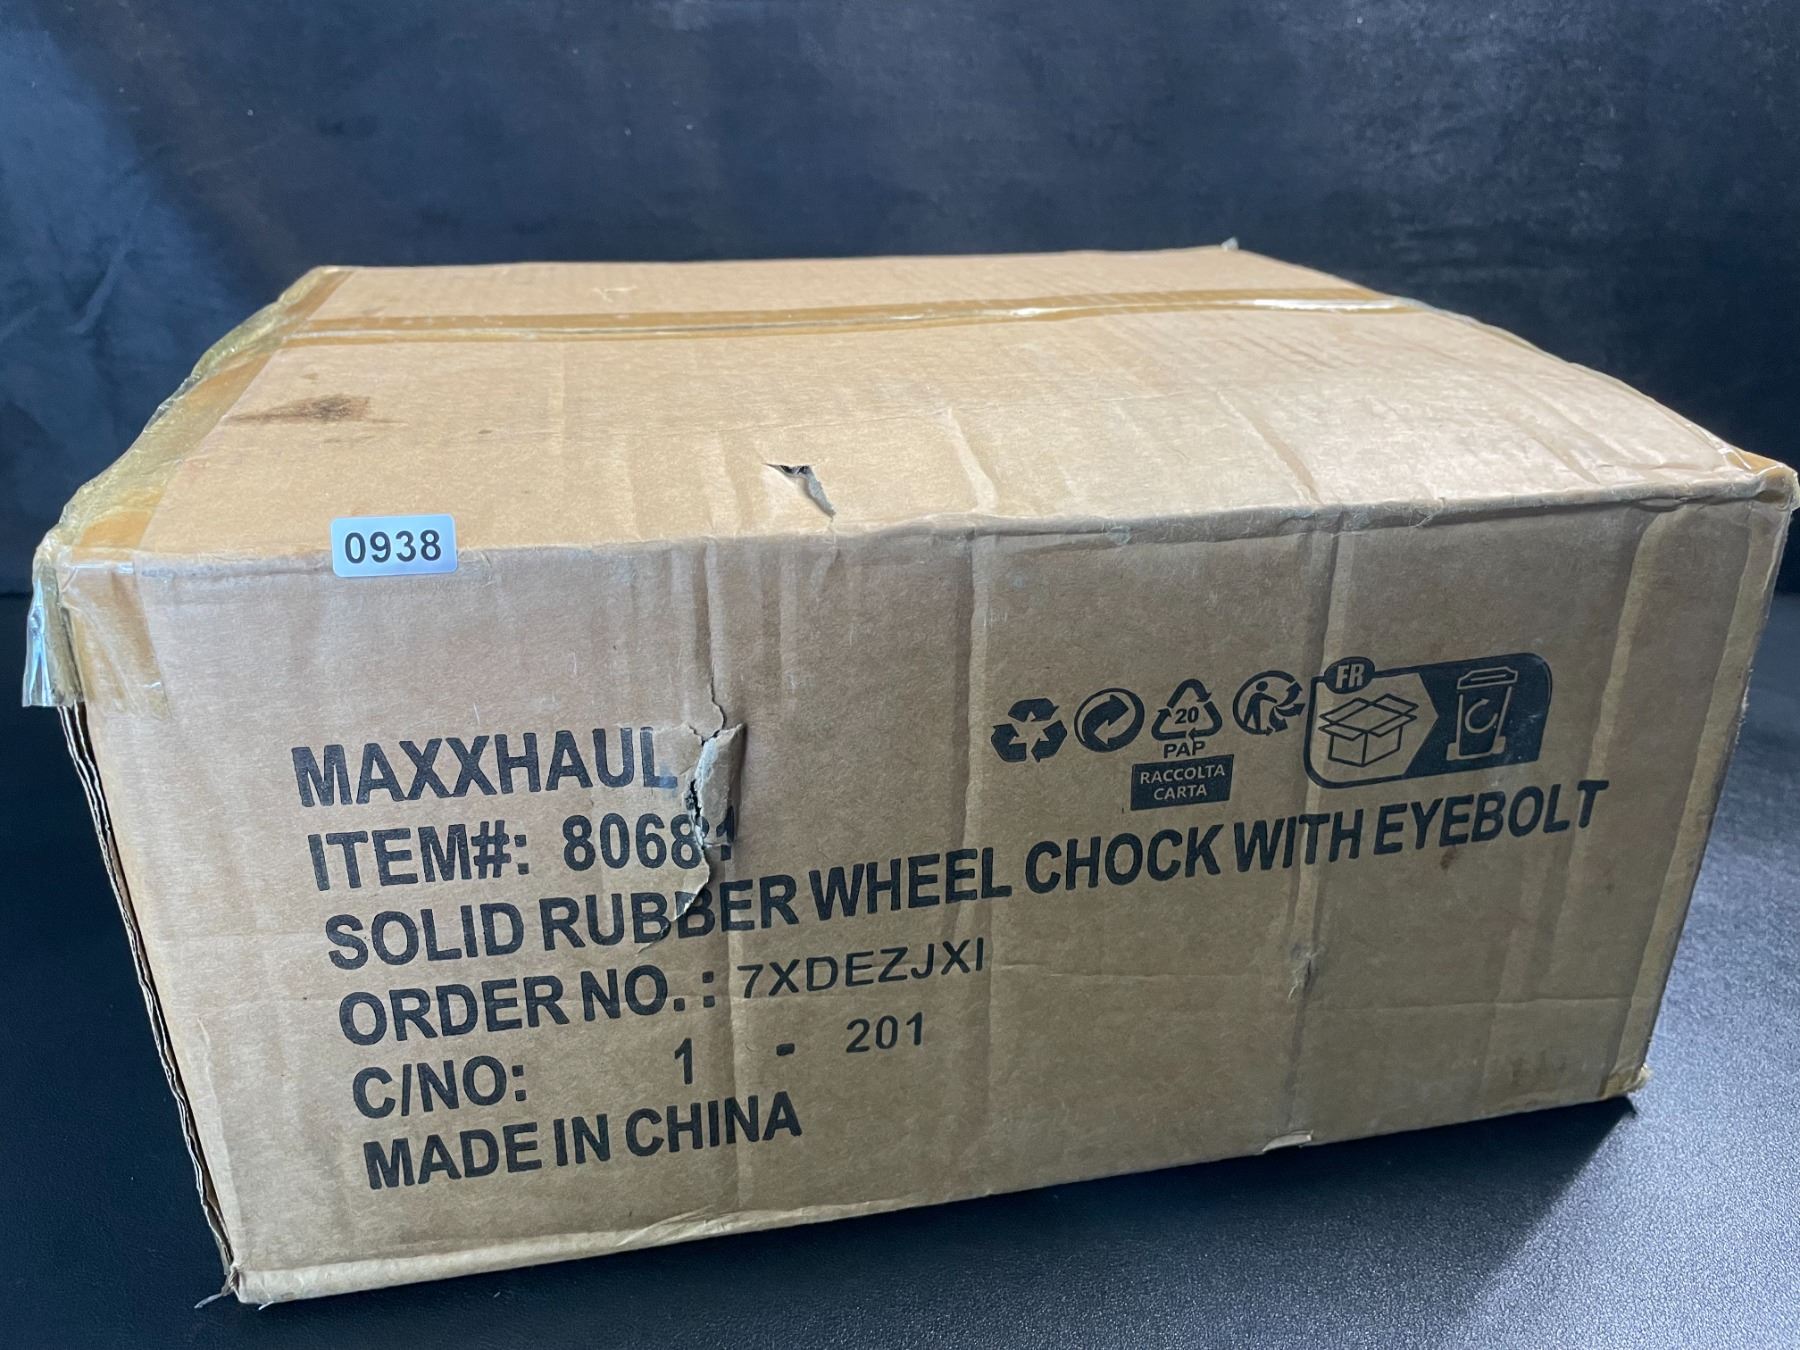 0938
MAXXHAUL
ITEM#:
SOLID RUBBER WHEEL CHOCK WITH EYEBOLT
ORDER NO.: 7XDEZJXI
C/NO: 1 - 201
MADE IN CHINA
20
PAP
RACCOLTA
CARTA
FR